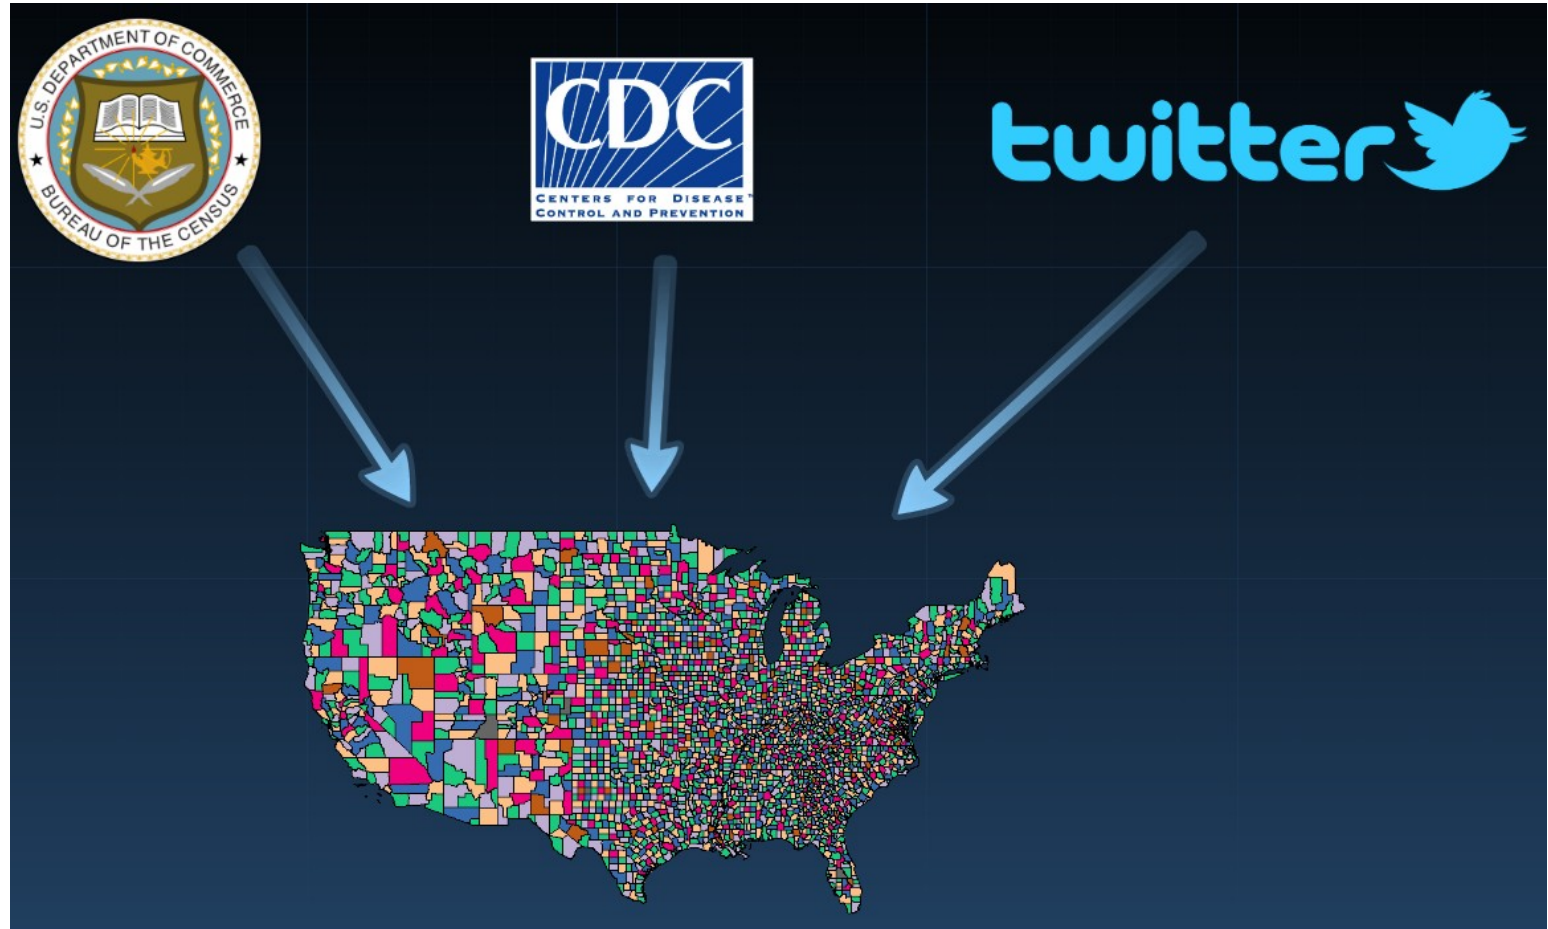 U.S. DEPARTMENT OF COMMERCE
BUREAU OF THE CENSUS
CDC
CENTERS FOR DISEASE
CONTROL AND PREVENTION
twitter